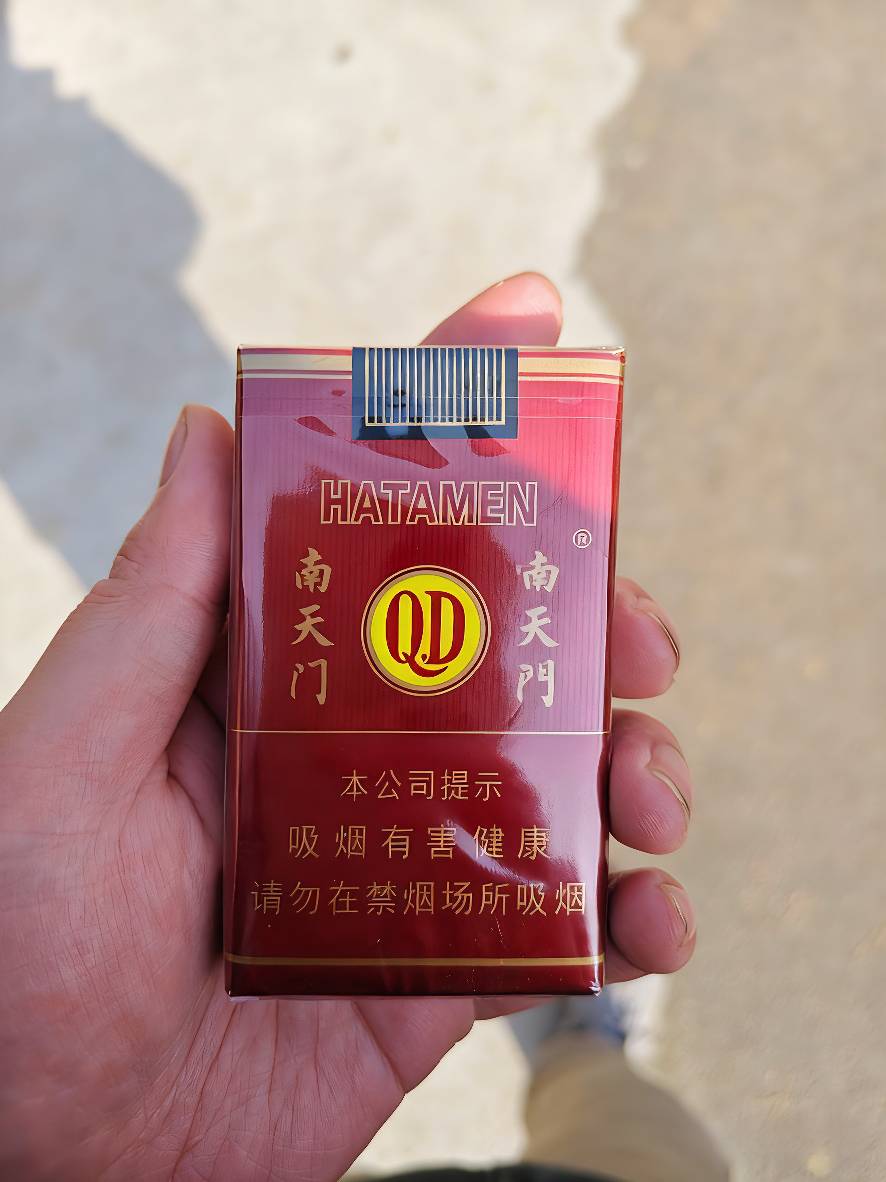 HATAMEN
®
南天门
QD
南天門
本公司提示
吸烟有害健康
请勿在禁烟场所吸烟